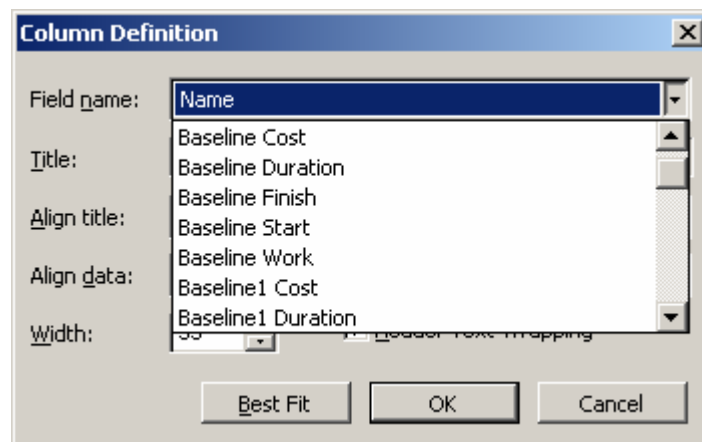 Column Definition
Field name:
Name
Baseline Cost
Title:
Baseline Duration
Baseline Finish
Align title:
Baseline Start
Baseline Work
Align data:
Baseline1 Cost
Baseline1 Duration
Width:
Best Fit
OK
Cancel